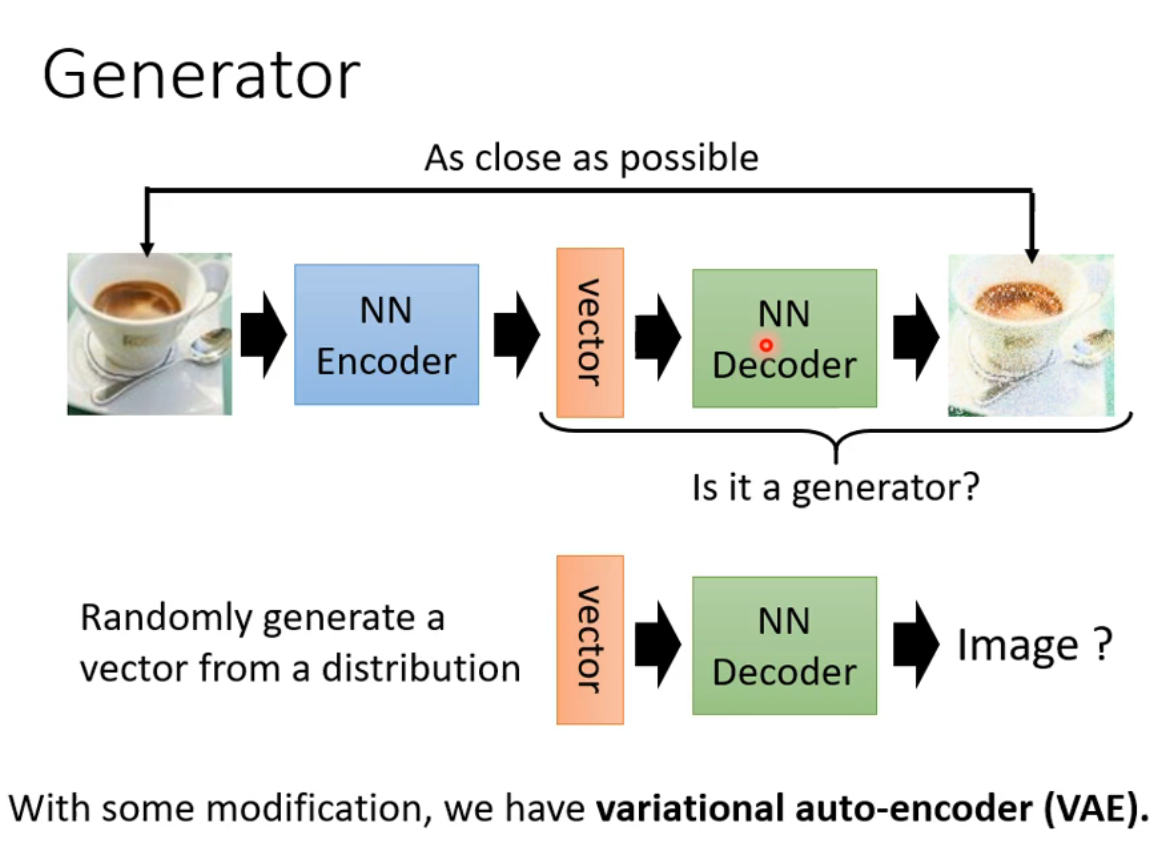 Generator
As close as possible
NN
Encoder
vector
NN
Decoder
Is it a generator?
Randomly generate a
vector from a distribution
vector
NN
Decoder
Image ?
With some modification, we have variational auto-encoder (VAE).